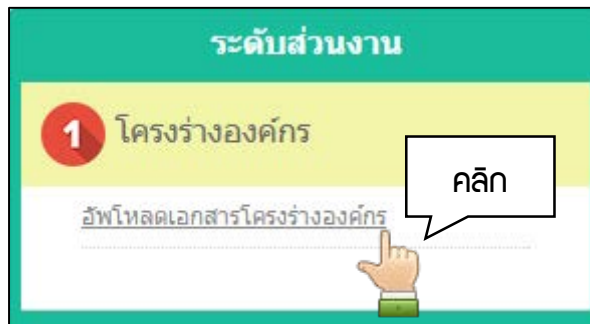 ระดับส่วนงาน
1 โครงร่างองค์กร
คลิก
อัพโหลดเอกสารโครงร่างองค์กร